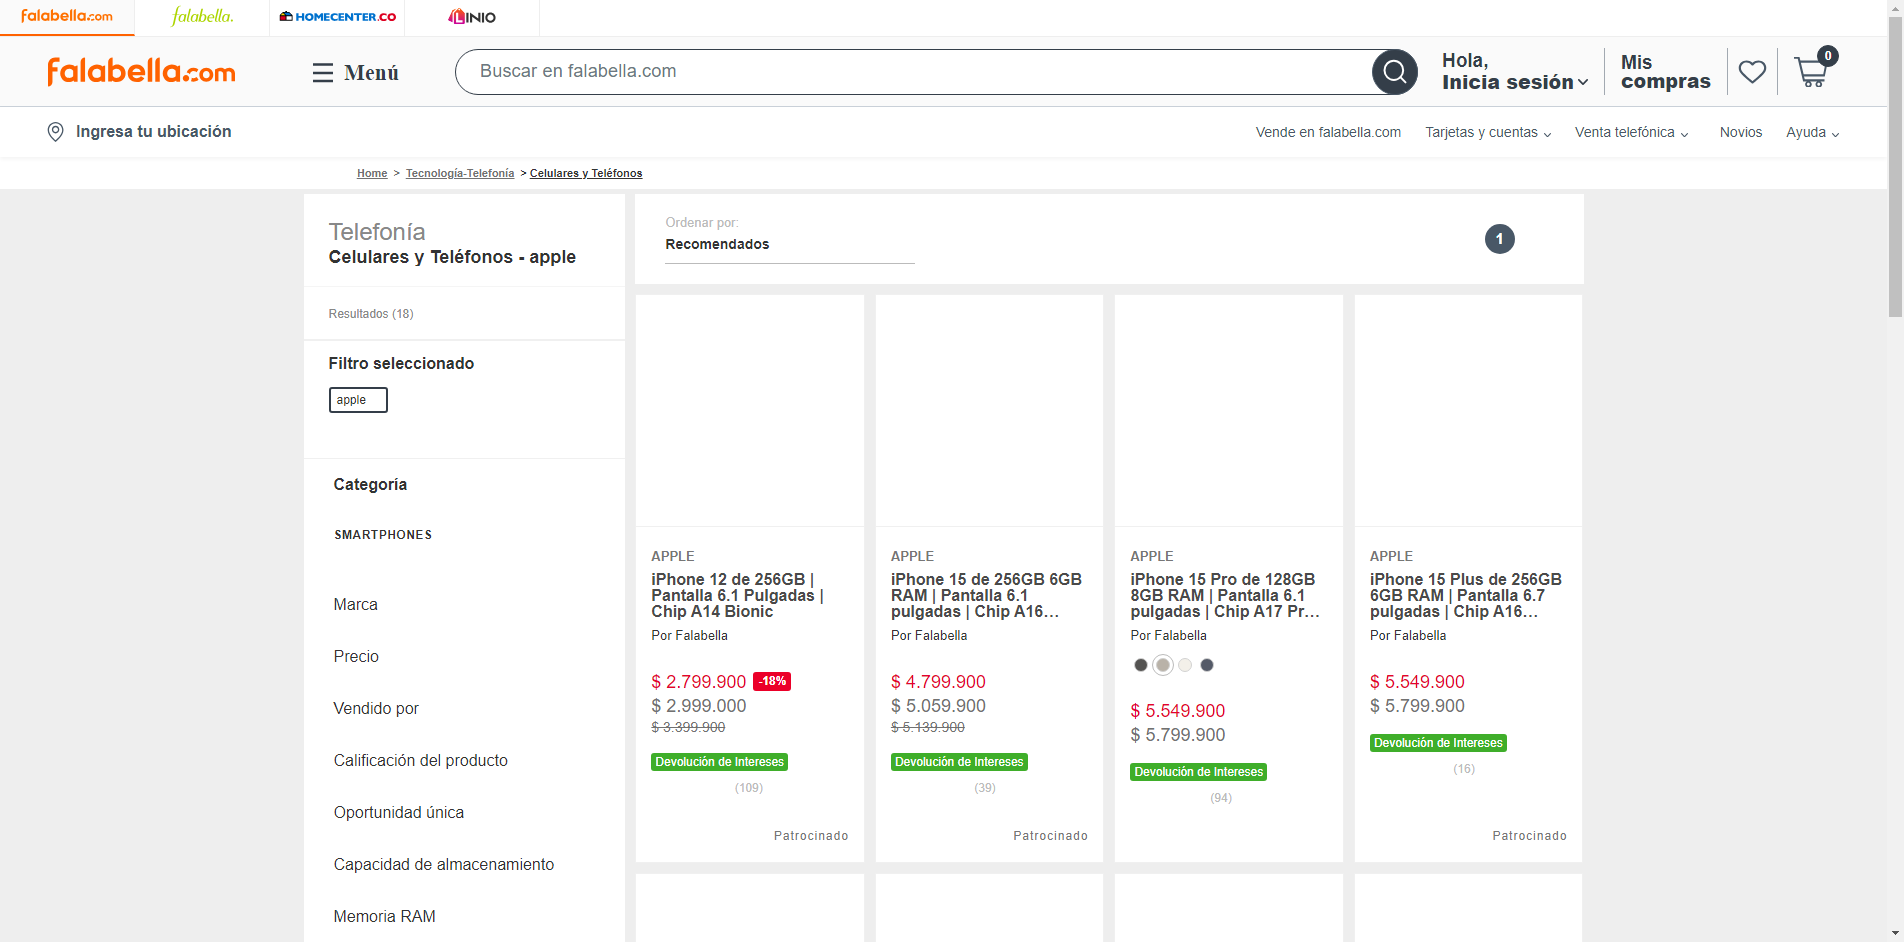 falabella.com
falabella.
HOMECENTER.CO
LINIO
falabella.com
Menú
Buscar en falabella.com
Hola,
Inicia sesión
Mis
compras
0
Ingresa tu ubicación
Vende en falabella.com
Tarjetas y cuentas
Venta telefónica
Novios
Ayuda
Home > Tecnología-Telefonía > Celulares y Teléfonos
Telefonía
Celulares y Teléfonos - apple
Resultados (18)
Filtro seleccionado
apple
Categoría
SMARTPHONES
Marca
Precio
Vendido por
Calificación del producto
Oportunidad única
Capacidad de almacenamiento
Memoria RAM
Ordenar por:
Recomendados
1
APPLE
iPhone 12 de 256GB |
Pantalla 6.1 Pulgadas |
Chip A14 Bionic
Por Falabella
$ 2.799.900 -18%
$ 2.999.000
$ 3.399.900
Devolución de Intereses
(109)
Patrocinado
APPLE
iPhone 15 de 256GB 6GB
RAM | Pantalla 6.1
pulgadas | Chip A16...
Por Falabella
$ 4.799.900
$ 5.059.900
$ 5.139.900
Devolución de Intereses
(39)
Patrocinado
APPLE
iPhone 15 Pro de 128GB
8GB RAM | Pantalla 6.1
pulgadas | Chip A17 Pr...
Por Falabella
$ 5.549.900
$ 5.799.900
Devolución de Intereses
(94)
APPLE
iPhone 15 Plus de 256GB
6GB RAM | Pantalla 6.7
pulgadas | Chip A16...
Por Falabella
$ 5.549.900
$ 5.799.900
Devolución de Intereses
(16)
Patrocinado